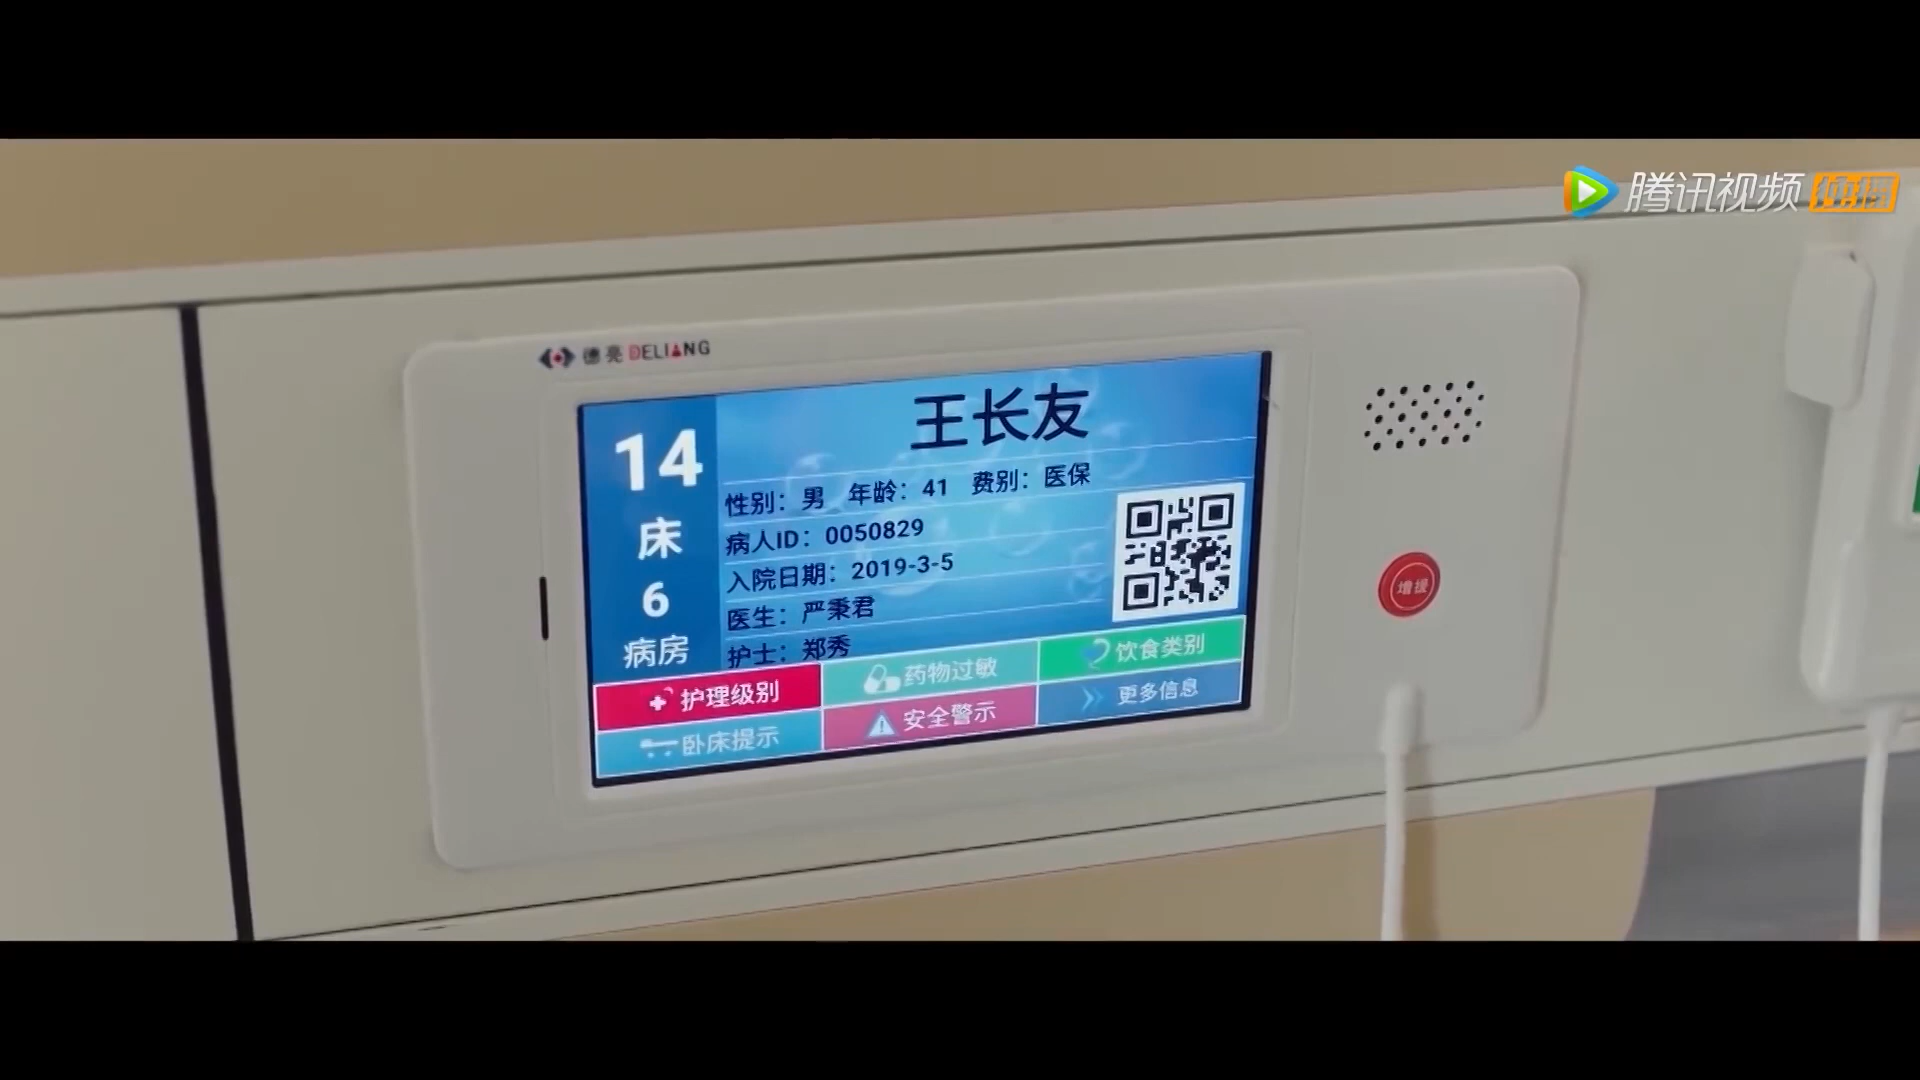 腾讯视频 独播
德亮 DELIANG
14
床
6
病房
王长友
性别：男 年龄：41 费别：医保
病人ID：0050829
入院日期：2019-3-5
医生：严秉君
护士：郑秀
护理级别
药物过敏
饮食类别
卧床提示
安全警示
更多信息
增援